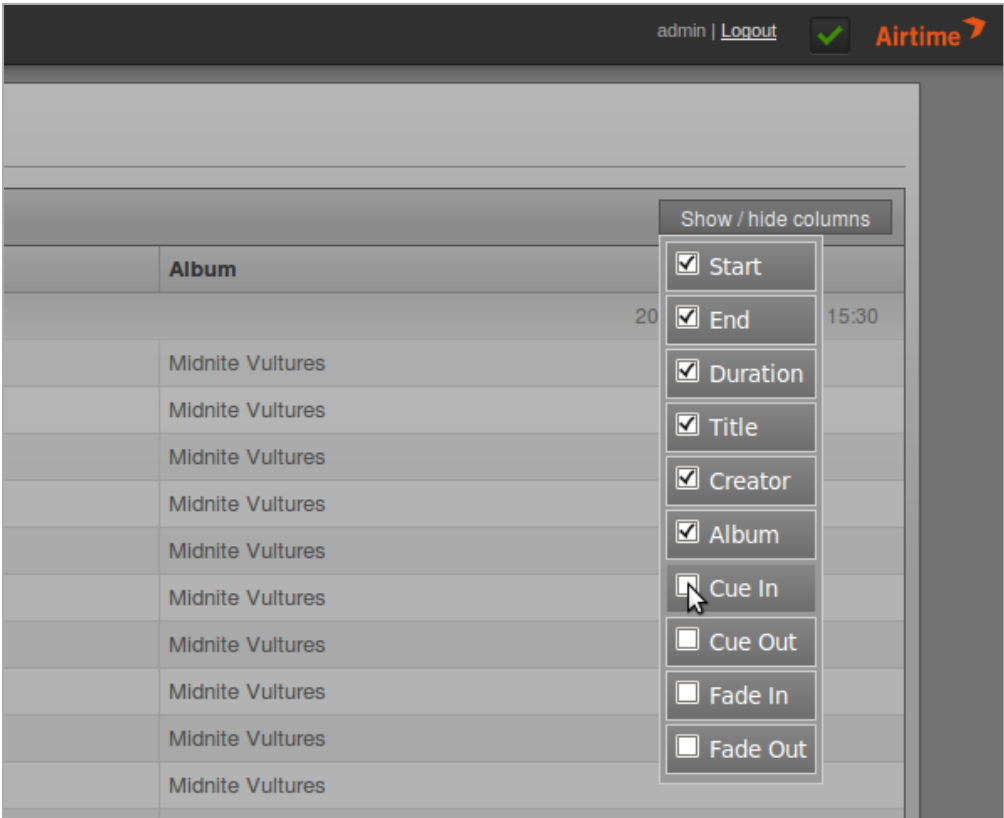 admin | Logout
Airtime
Show / hide columns
Album
Start
20
15:30
End
Midnite Vultures
Duration
Midnite Vultures
Title
Midnite Vultures
Creator
Midnite Vultures
Album
Midnite Vultures
Cue In
Midnite Vultures
Cue Out
Midnite Vultures
Fade In
Midnite Vultures
Fade Out
Midnite Vultures
Midnite Vultures